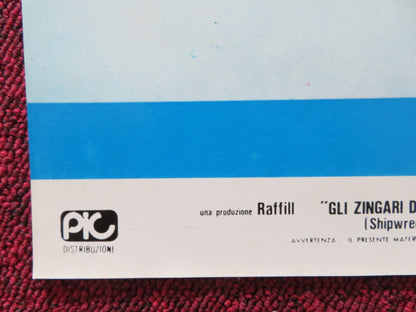 una produzione Raffill "GLI ZINGARI D
(Shipwre
AVVERTENZA IL PRESENTE MATER
PIC
DISTRIBUZIONE